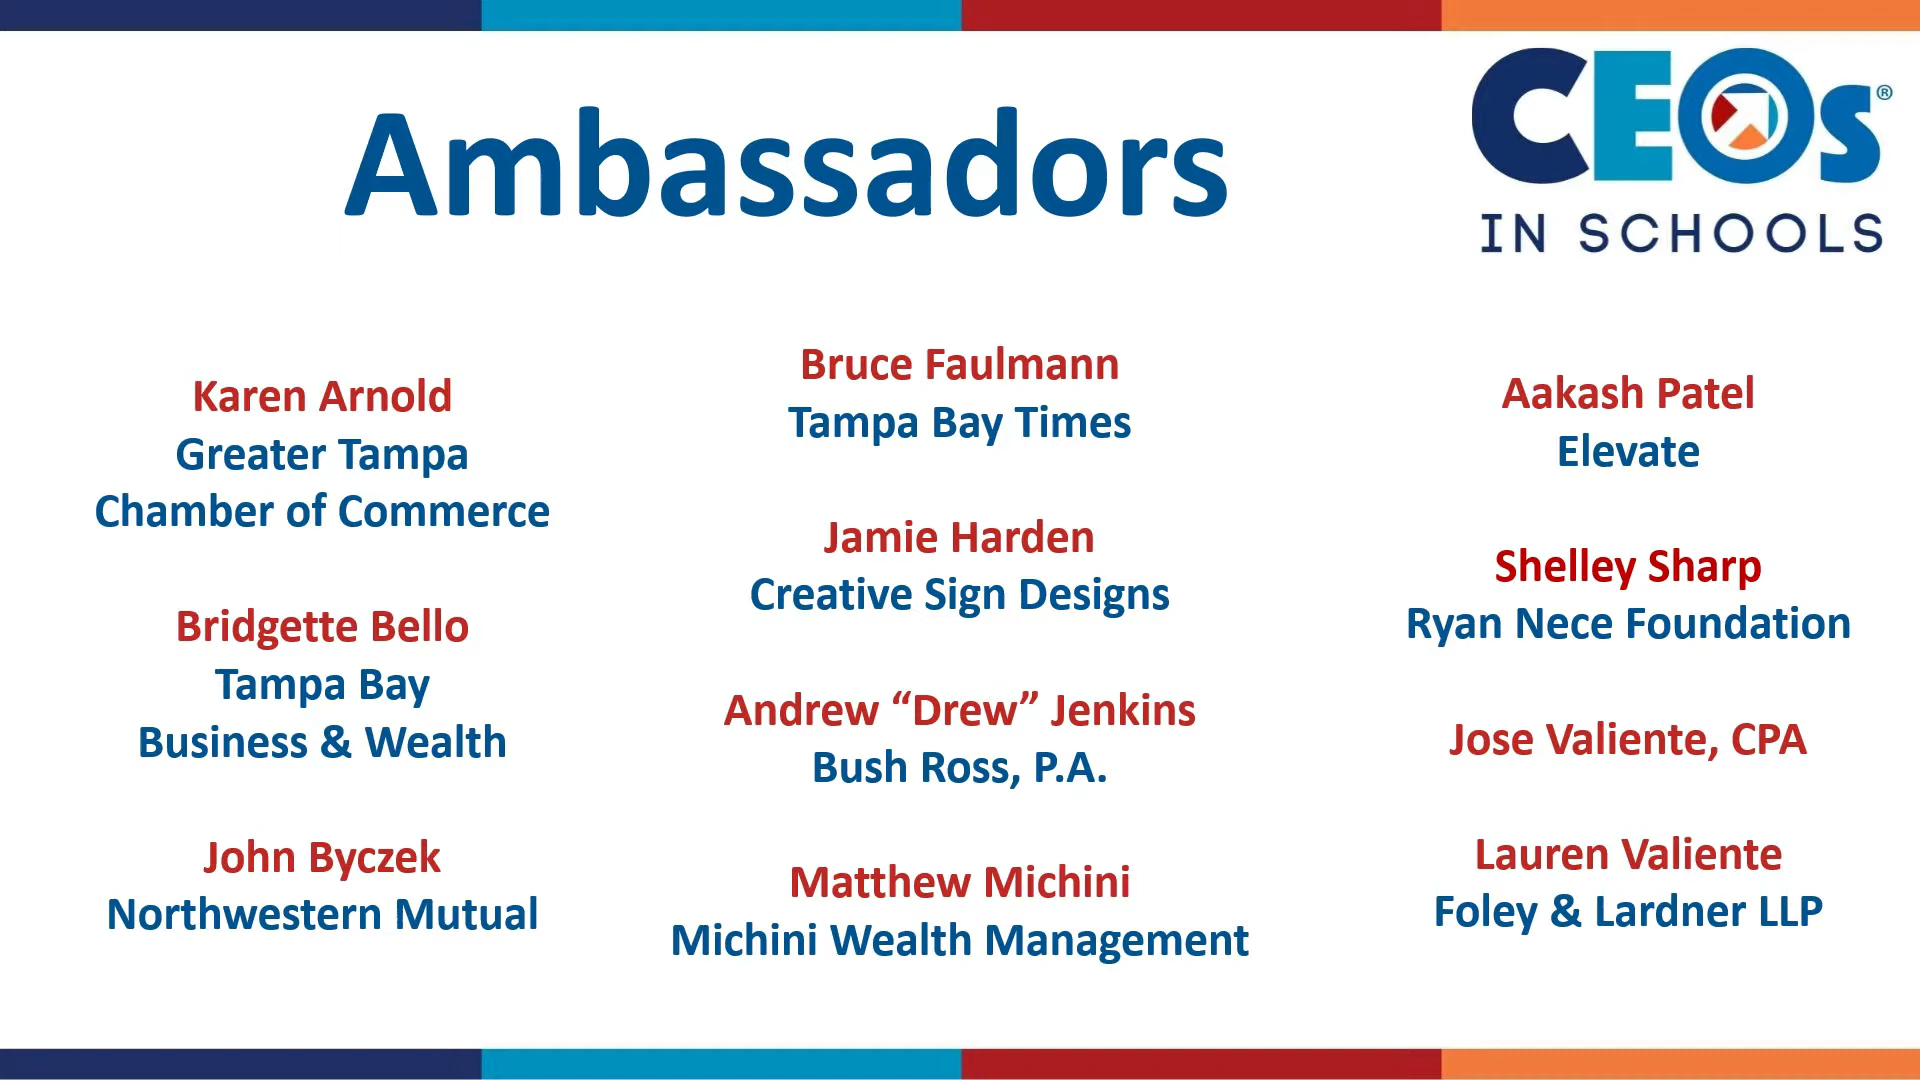 Ambassadors
CEOs®
IN SCHOOLS
Karen Arnold
Greater Tampa
Chamber of Commerce
Bridgette Bello
Tampa Bay
Business & Wealth
John Byczek
Northwestern Mutual
Bruce Faulmann
Tampa Bay Times
Jamie Harden
Creative Sign Designs
Andrew “Drew” Jenkins
Bush Ross, P.A.
Matthew Michini
Michini Wealth Management
Aakash Patel
Elevate
Shelley Sharp
Ryan Nece Foundation
Jose Valiente, CPA
Lauren Valiente
Foley & Lardner LLP